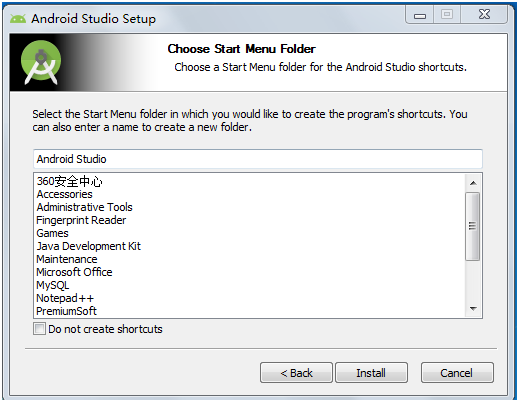 Android Studio Setup
Choose Start Menu Folder
Choose a Start Menu folder for the Android Studio shortcuts.
Select the Start Menu folder in which you would like to create the program's shortcuts. You
can also enter a name to create a new folder.
Android Studio
360安全中心
Accessories
Administrative Tools
Fingerprint Reader
Games
Java Development Kit
Maintenance
Microsoft Office
MySQL
Notepad++
PremiumSoft
Do not create shortcuts
< Back
Install
Cancel